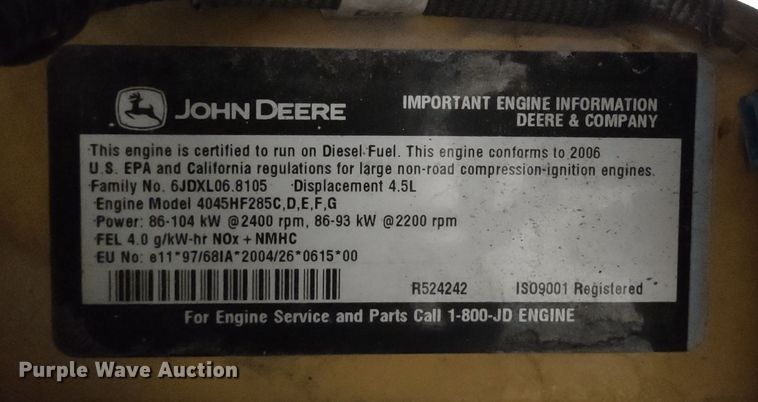 JOHN DEERE
IMPORTANT ENGINE INFORMATION
DEERE & COMPANY
This engine is certified to run on Diesel Fuel. This engine conforms to 2006
U.S. EPA and California regulations for large non-road compression-ignition engines.
Family No. 6JDXL06.8105 Displacement 4.5L
Engine Model 4045HF285C,D,E,F,G
Power: 86-104 kW @2400 rpm, 86-93 kW @2200 rpm
FEL 4.0 g/kW-hr NOx + NMHC
EU No: e11*97/68IA*2004/26*0615*00
R524242 ISO9001 Registered
For Engine Service and Parts Call 1-800-JD ENGINE
Purple Wave Auction